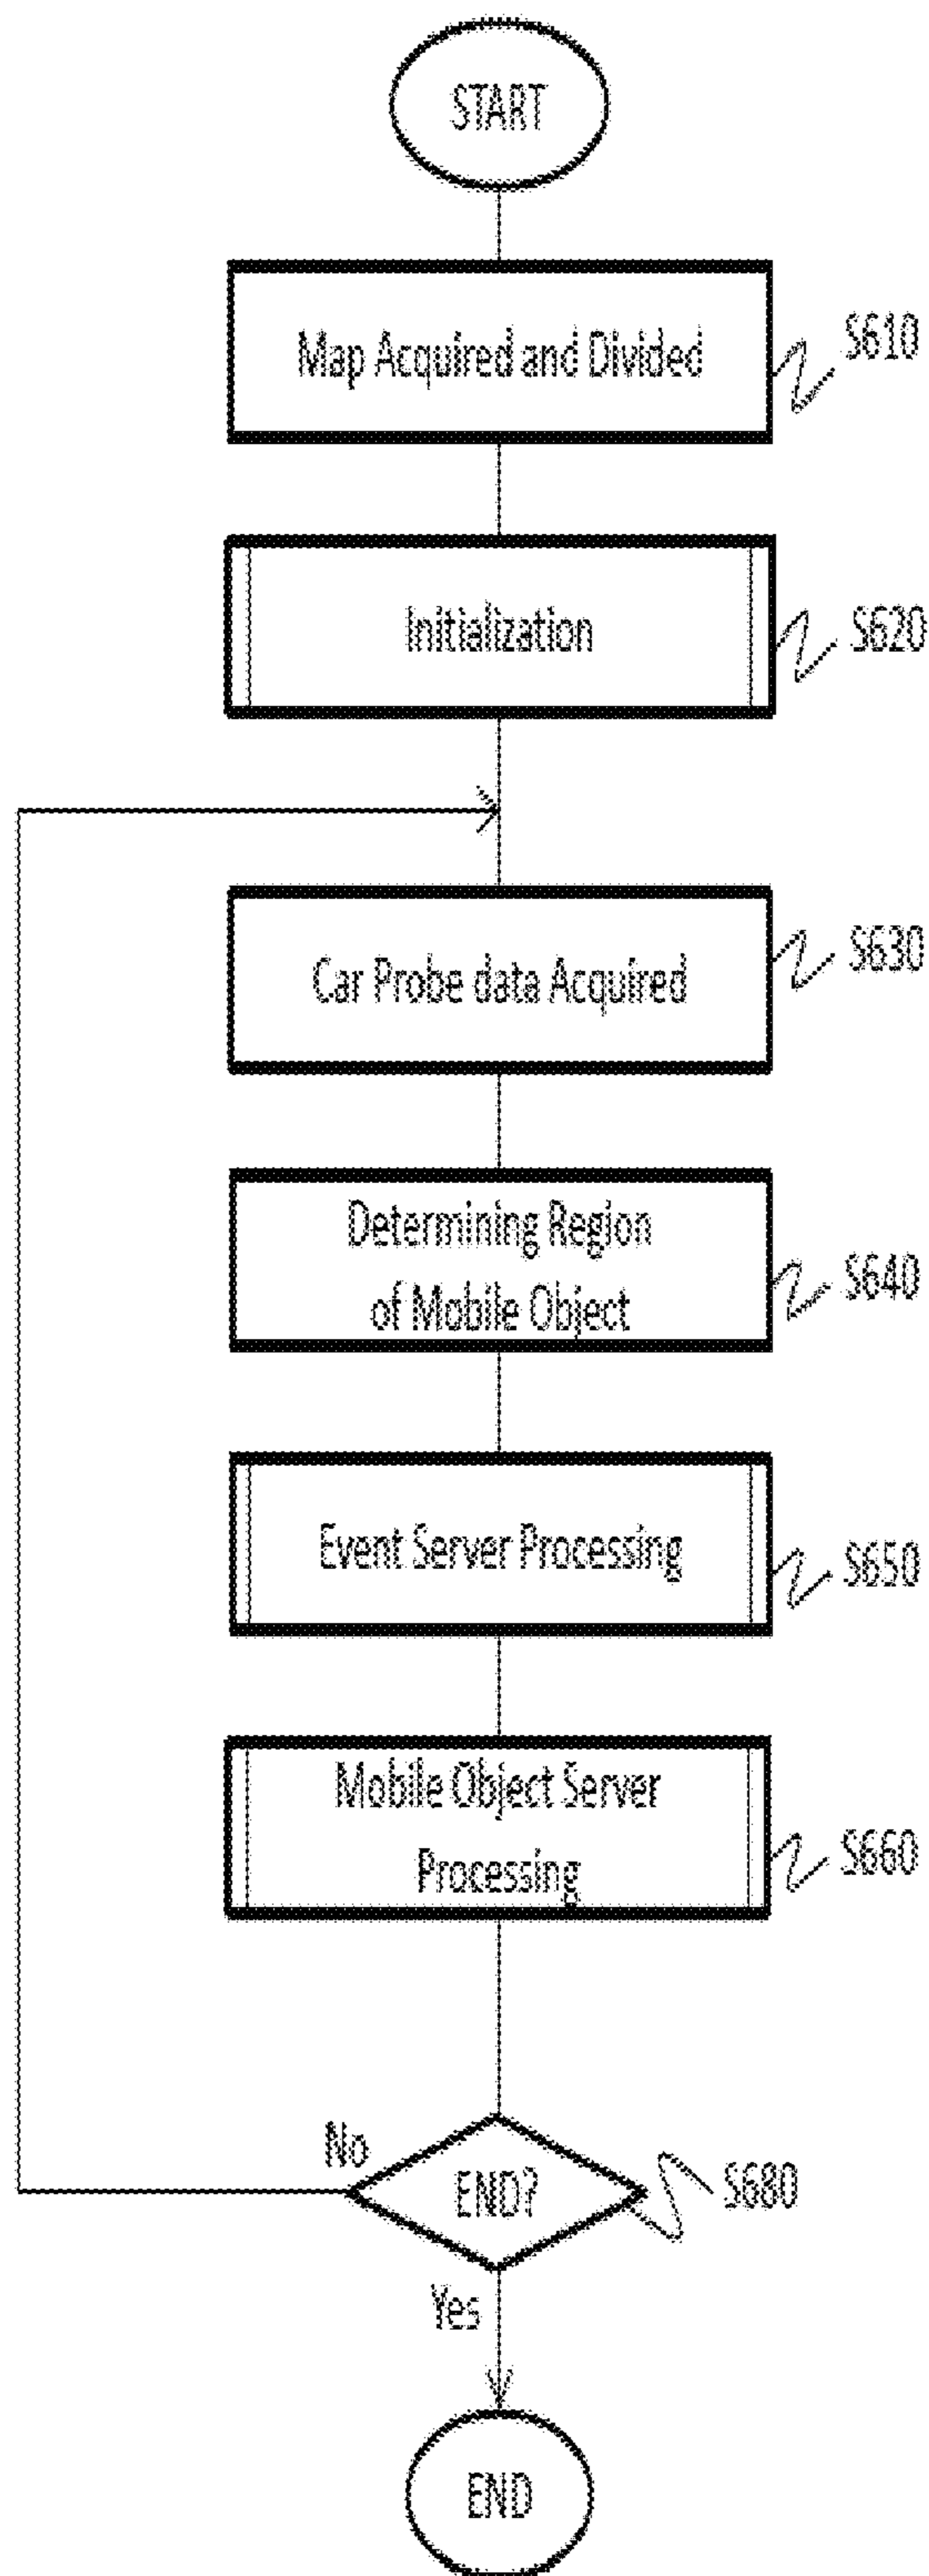 START
Map Acquired and Divided
S610
Initialization
S620
Car Probe data Acquired
S630
Determining Region
of Mobile Object
S640
Event Server Processing
S650
Mobile Object Server
Processing
S660
No
END?
S680
Yes
END